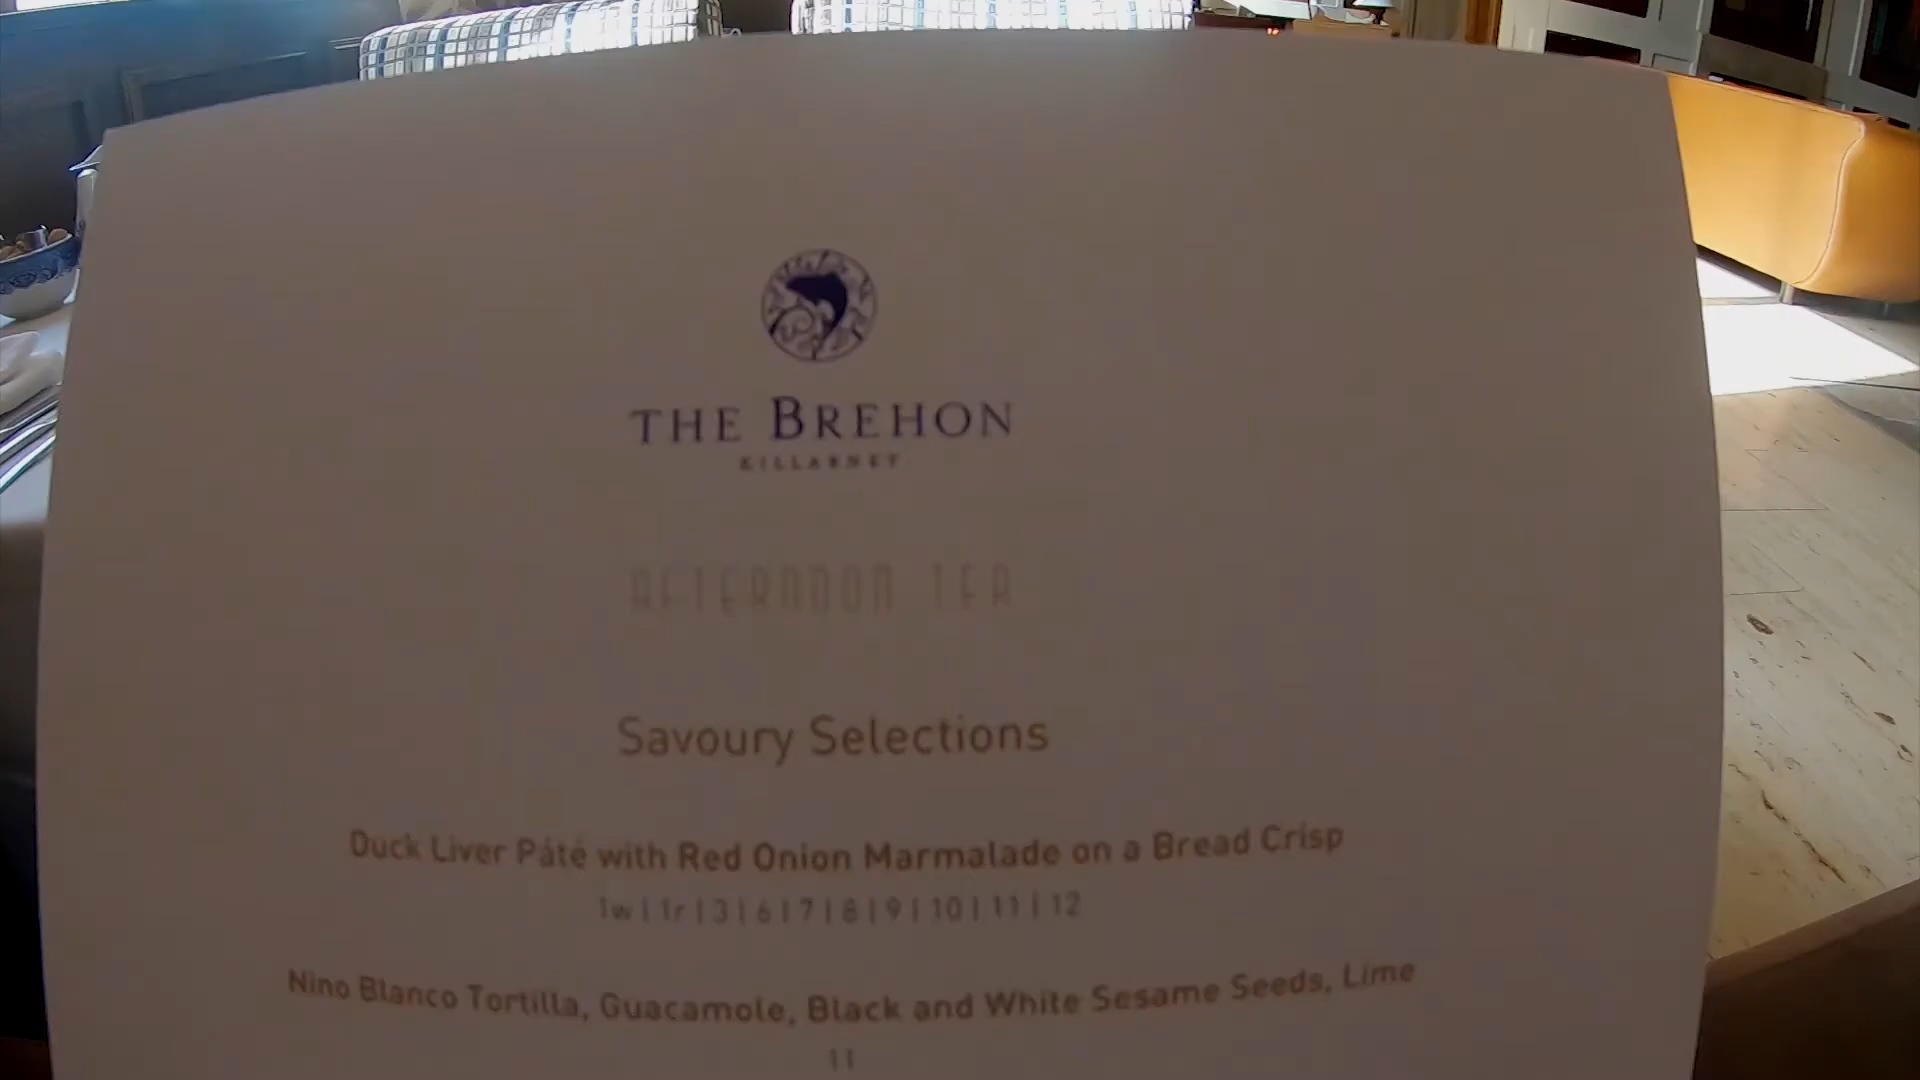 THE BREHON
KILLARNEY
AFTERNOON TEA
Savoury Selections
Duck Liver Pâté with Red Onion Marmalade on a Bread Crisp
1w | 1r | 3 | 6 | 7 | 8 | 9 | 10 | 11 | 12
Nino Blanco Tortilla, Guacamole, Black and White Sesame Seeds, Lime
11